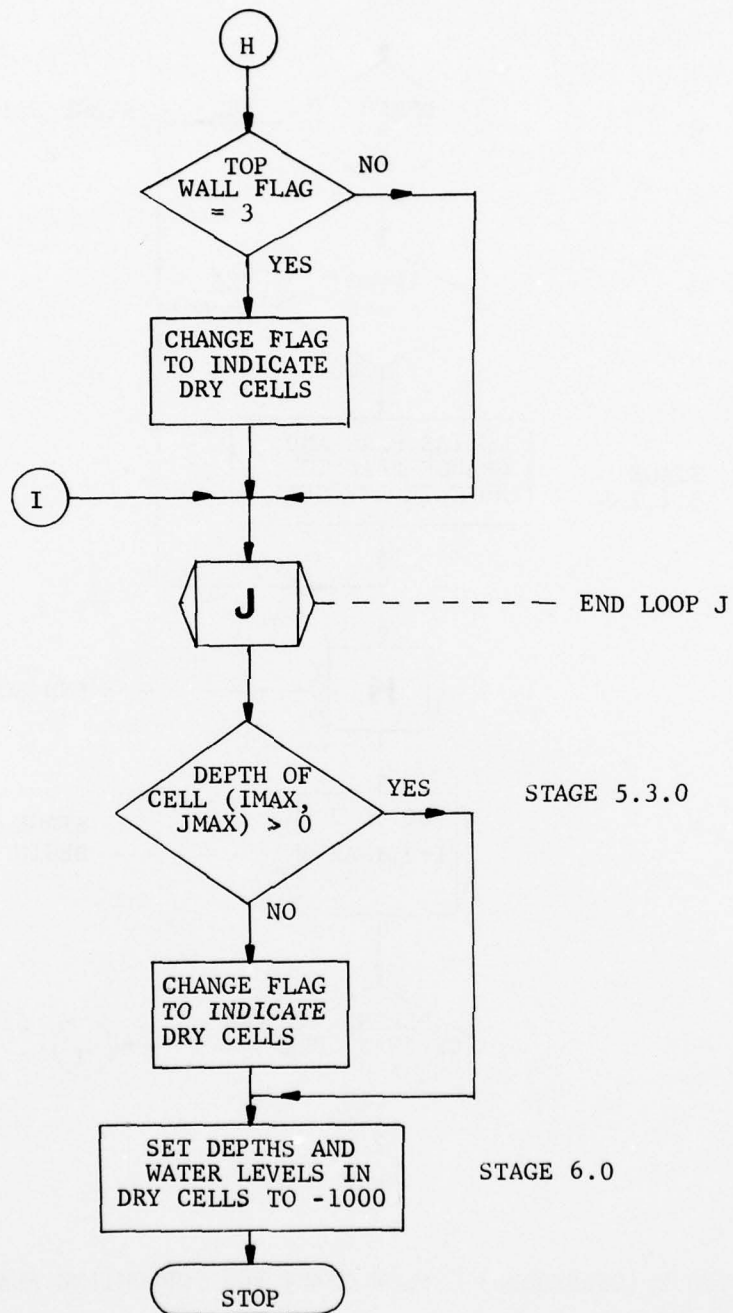 H
TOP
WALL FLAG
= 3
NO
YES
CHANGE FLAG
TO INDICATE
DRY CELLS
I
J
END LOOP J
DEPTH OF
CELL (IMAX,
JMAX) > 0
YES
STAGE 5.3.0
NO
CHANGE FLAG
TO INDICATE
DRY CELLS
SET DEPTHS AND
WATER LEVELS IN
DRY CELLS TO -1000
STAGE 6.0
STOP